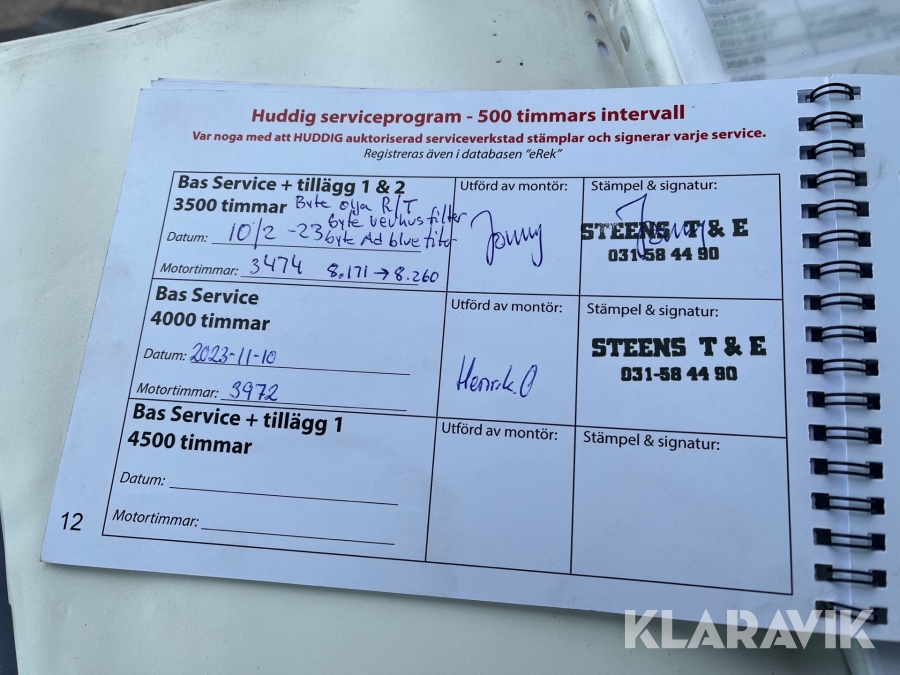 Huddig serviceprogram - 500 timmars intervall
Var noga med att HUDDIG auktoriserad serviceverkstad stämplar och signerar varje service.
Registreras även i databasen "eRek"
Bas Service + tillägg 1 & 2
3500 timmar Byte olja R/T
byte vevhus filter
Datum: 10/2 -23 byte Ad blue filter
Motortimmar: 3474 8.171 → 8.260
Utförd av montör:
Jonny
Stämpel & signatur:
Jonny
STEENS T & E
031-58 44 90
Bas Service
4000 timmar
Datum: 2023-11-10
Motortimmar: 3972
Utförd av montör:
Henrik.O
Stämpel & signatur:
STEENS T & E
031-58 44 90
Bas Service + tillägg 1
4500 timmar
Datum:
Motortimmar:
Utförd av montör:
Stämpel & signatur:
12
KLARAVIK